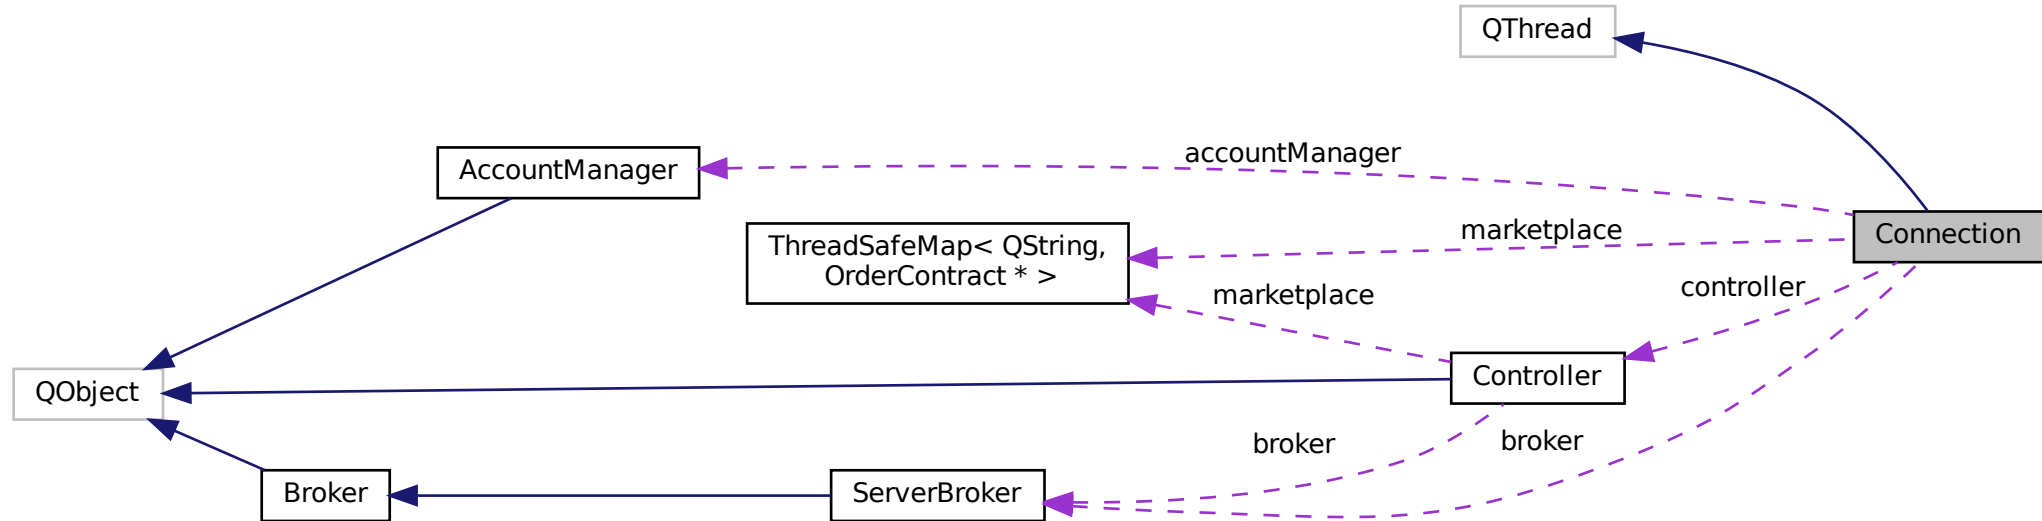 QThread
accountManager
AccountManager
marketplace
Connection
ThreadSafeMap< QString,
OrderContract * >
controller
marketplace
Controller
QObject
broker
broker
Broker
ServerBroker